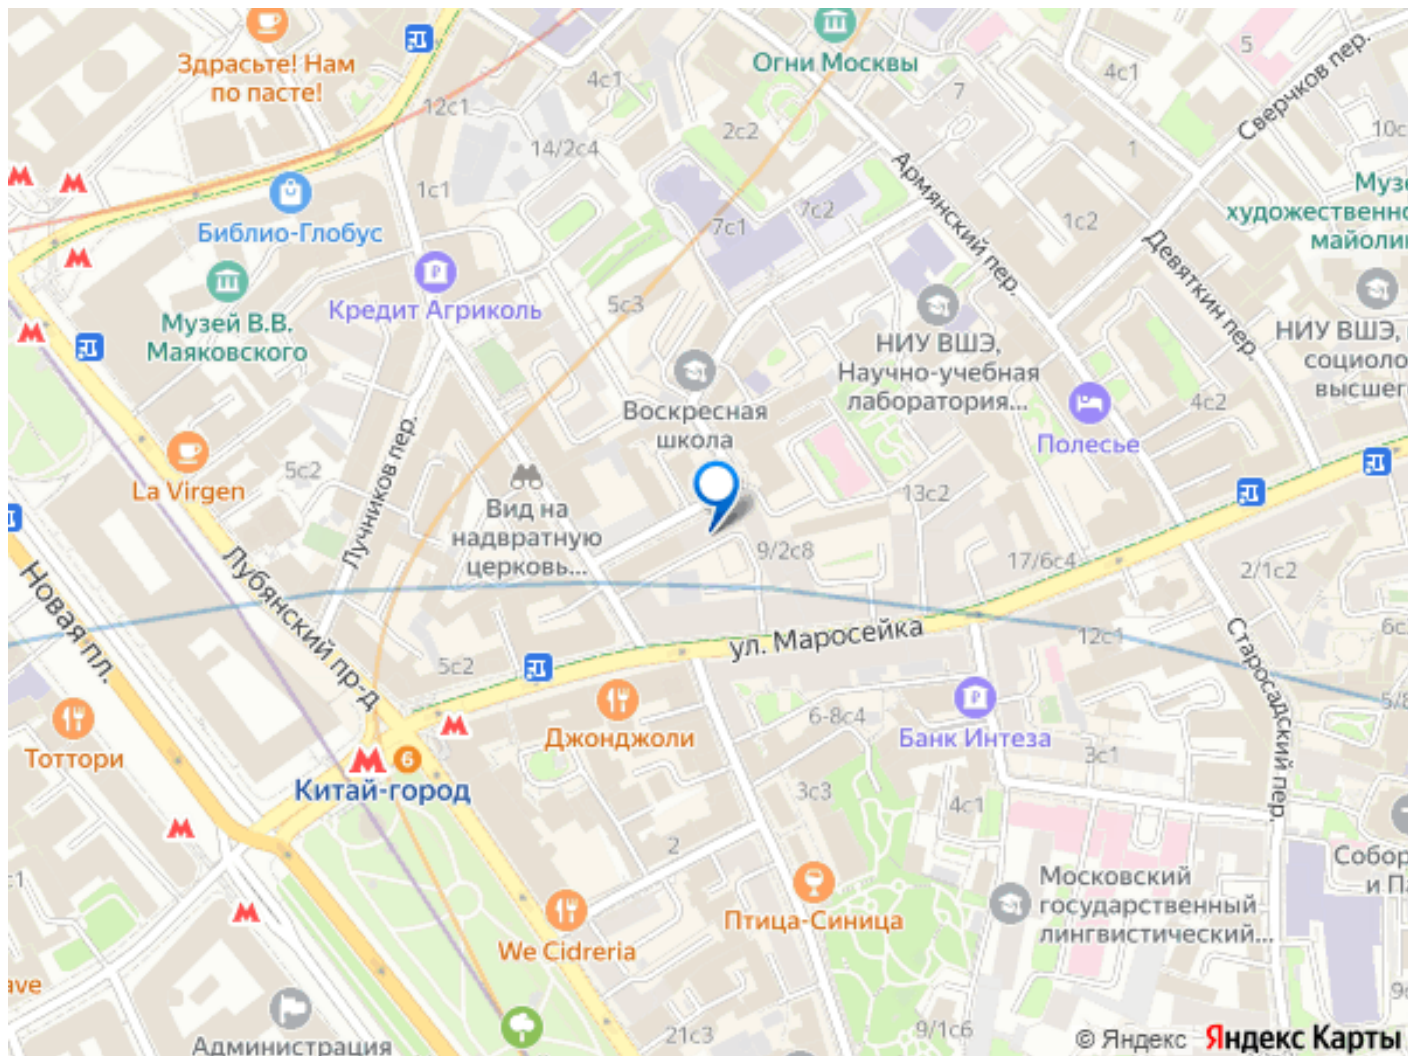 Здрасьте! Нам
по пасте!
Огни Москвы
5
4с1
4с1
7
12с1
2с2
14/2с4
1
10с
Сверчков пер.
1с1
7с2
7с1
1с2
Армянский пер.
Девяткин пер.
художественно
майоли
Библио-Глобус
Кредит Агриколь
5с3
Музей В.В.
Маяковского
НИУ ВШЭ,
Научно-учебная
лаборатория...
НИУ ВШЭ,
социоло
высшег
Воскресная
школа
4с2
Полесье
Лучников пер.
5с2
La Virgen
Вид на
надвратную
церковь...
13с2
9/2с8
17/6с4
2/1с2
Новая пл.
Лубянский пр-д
ул. Маросейка
12с1
6с
Старосадский пер.
5с2
5/8
6-8с4
Джонджоли
Банк Интеза
3с1
Тоттори
М
6
Китай-город
3с3
4с1
2
Московский
государственный
лингвистический...
Собор
и Па
Птица-Синица
We Cidreria
Администрация
21с3
9/1с6
© Яндекс Яндекс Карты